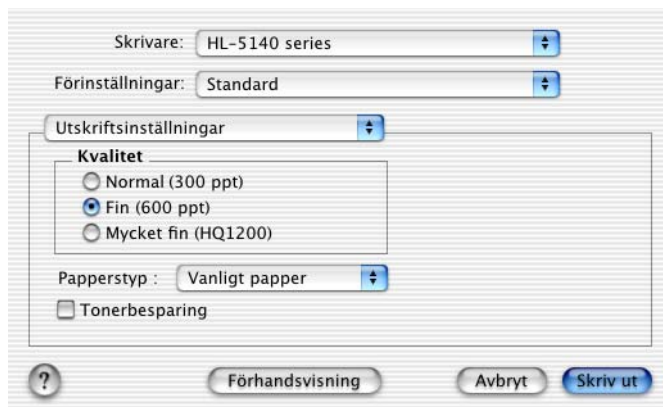 Skrivare: HL-5140 series
Förinställningar: Standard
Utskriftsinställningar
Kvalitet
Normal (300 ppt)
Fin (600 ppt)
Mycket fin (HQ1200)
Papperstyp : Vanligt papper
Tonerbesparing
? Förhandsvisning Avbryt Skriv ut